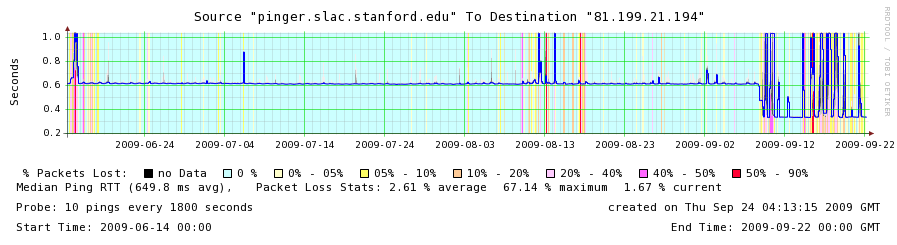 Source "pinger.slac.stanford.edu" To Destination "81.199.21.194"
RRDTOOL / TOBI OETIKER
Seconds
1.0
0.8
0.6
0.4
0.2
2009-06-24 2009-07-04 2009-07-14 2009-07-24 2009-08-03 2009-08-13 2009-08-23 2009-09-02 2009-09-12 2009-09-22
% Packets Lost: no Data 0 % 0% - 05% 05% - 10% 10% - 20% 20% - 40% 40% - 50% 50% - 90%
Median Ping RTT (649.8 ms avg), Packet Loss Stats: 2.61 % average 67.14 % maximum 1.67 % current
Probe: 10 pings every 1800 seconds created on Thu Sep 24 04:13:15 2009 GMT
Start Time: 2009-06-14 00:00 End Time: 2009-09-22 00:00 GMT